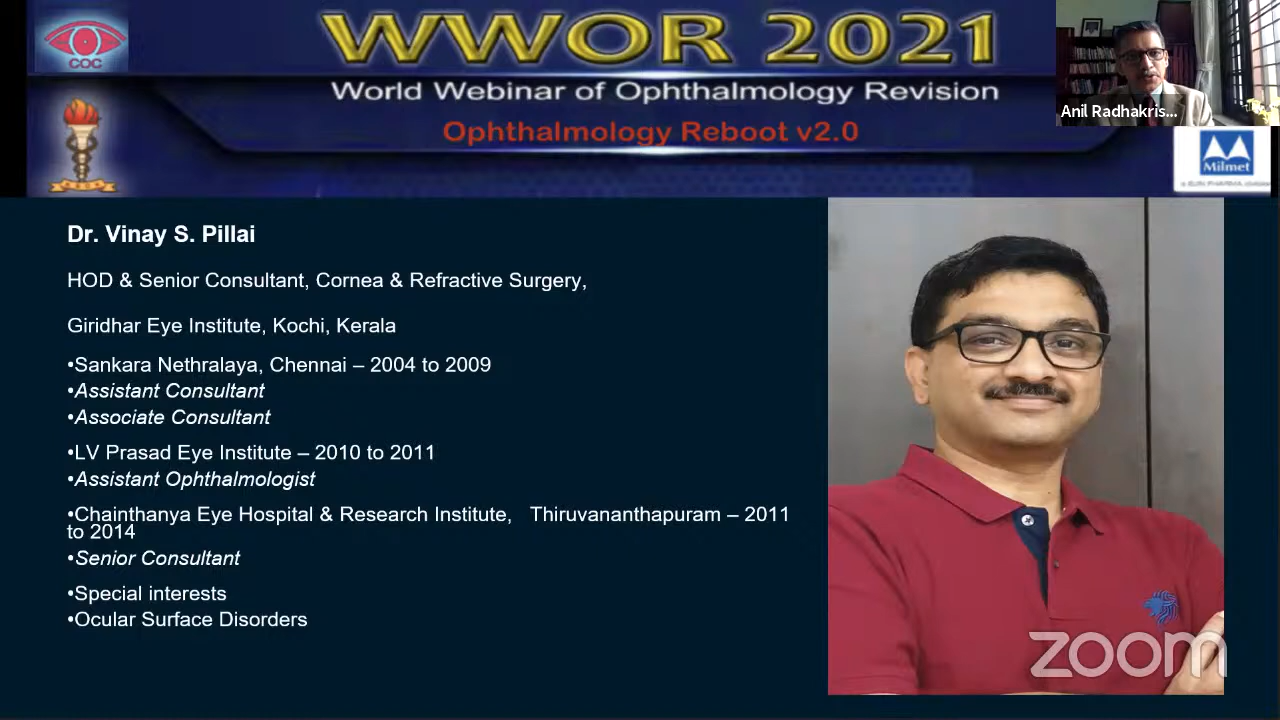 WWOR 2021
COC
World Webinar of Ophthalmology Revision
Ophthalmology Reboot v2.0
Anil Radhakris...
Milmet
Dr. Vinay S. Pillai
HOD & Senior Consultant, Cornea & Refractive Surgery,
Giridhar Eye Institute, Kochi, Kerala
•Sankara Nethralaya, Chennai – 2004 to 2009
•Assistant Consultant
•Associate Consultant
•LV Prasad Eye Institute – 2010 to 2011
•Assistant Ophthalmologist
•Chainthanya Eye Hospital & Research Institute, Thiruvananthapuram – 2011
to 2014
•Senior Consultant
•Special interests
•Ocular Surface Disorders
zoom